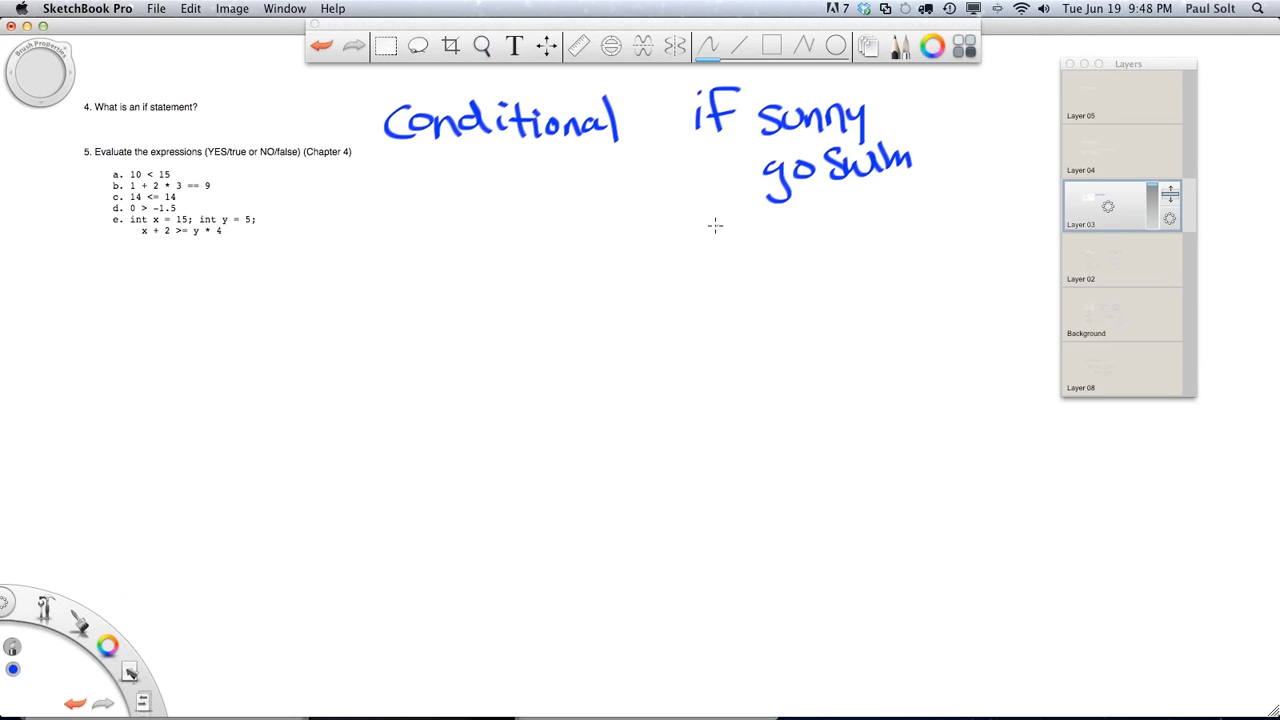 SketchBook Pro File Edit Image Window Help 7 Tue Jun 19 9:48 PM Paul Solt
Brush Properties
T
Layers
Layer 05
Layer 04
Layer 03
Layer 02
Background
Layer 08
4. What is an if statement?
Conditional if sunny
go swim
5. Evaluate the expressions (YES/true or NO/false) (Chapter 4)
a. 10 < 15
b. 1 + 2 * 3 == 9
c. 14 <= 14
d. 0 > -1.5
e. int x = 15; int y = 5;
x + 2 >= y * 4